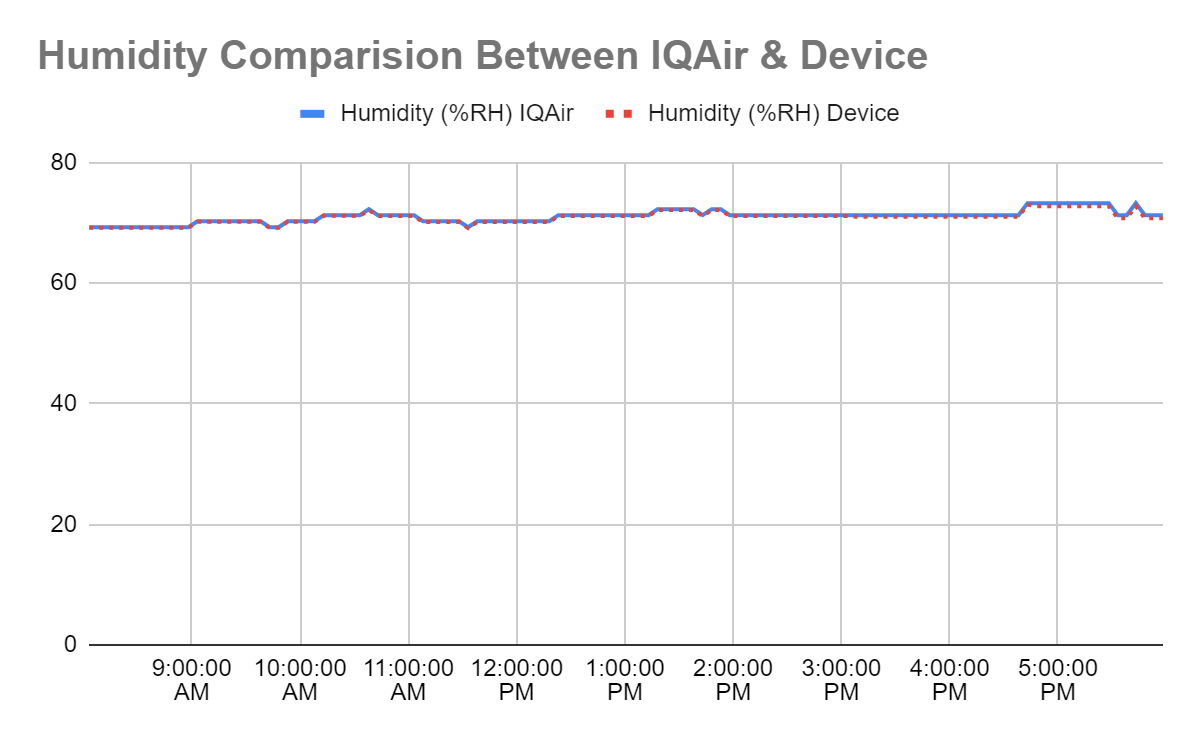 Humidity Comparision Between IQAir & Device
Humidity (%RH) IQAir Humidity (%RH) Device
80
60
40
20
0
9:00:00 10:00:00 11:00:00 12:00:00 1:00:00 2:00:00 3:00:00 4:00:00 5:00:00
AM AM AM PM PM PM PM PM PM